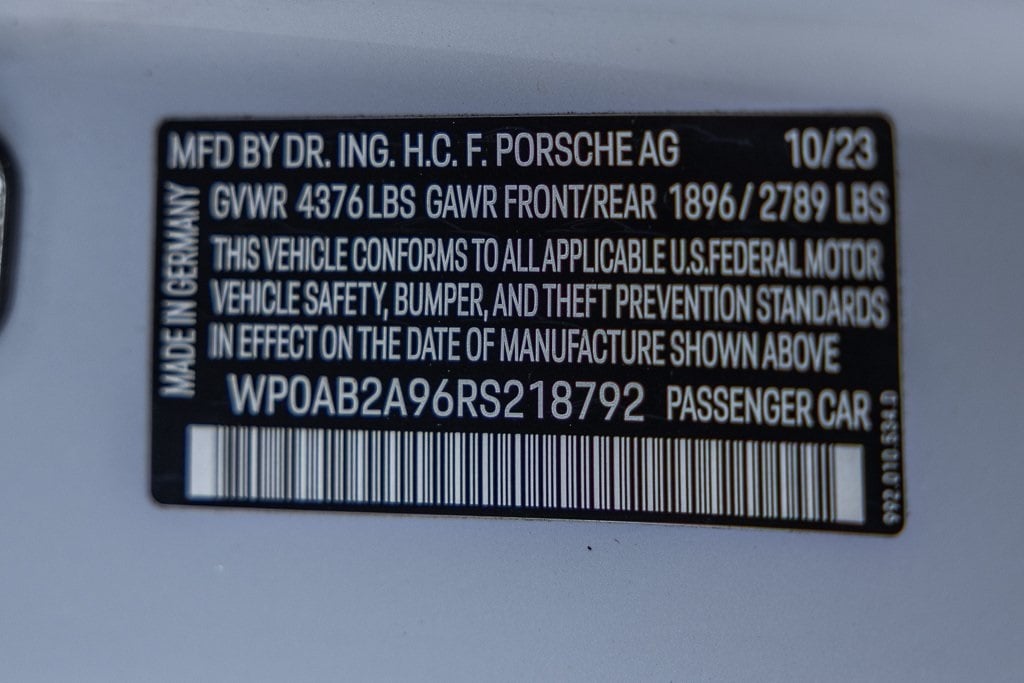 MFD BY DR. ING. H.C. F. PORSCHE AG 10/23
GVWR 4376 LBS GAWR FRONT/REAR 1896 / 2789 LBS
THIS VEHICLE CONFORMS TO ALL APPLICABLE U.S.FEDERAL MOTOR
VEHICLE SAFETY, BUMPER, AND THEFT PREVENTION STANDARDS
IN EFFECT ON THE DATE OF MANUFACTURE SHOWN ABOVE
WP0AB2A96RS218792 PASSENGER CAR
MADE IN GERMANY
992.010.534.D